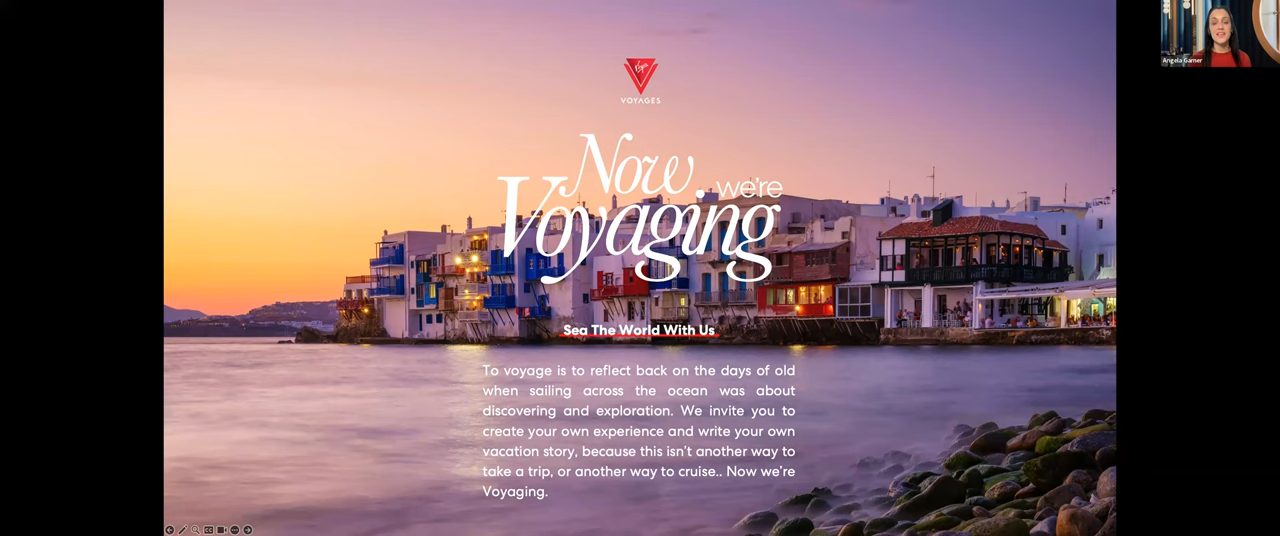 Angela Garner
Virgin
VOYAGES
Now
we're
Voyaging
Sea The World With Us
To voyage is to reflect back on the days of old
when sailing across the ocean was about
discovering and exploration. We invite you to
create your own experience and write your own
vacation story, because this isn't another way to
take a trip, or another way to cruise.. Now we're
Voyaging.